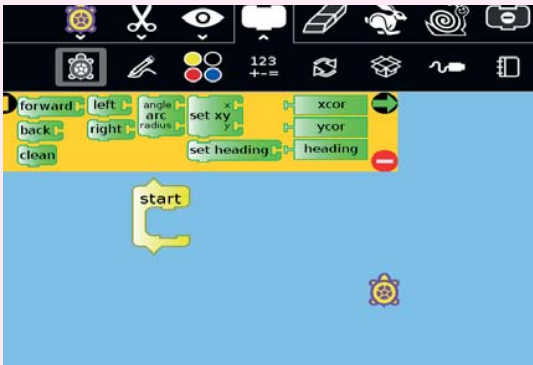 123
+-=
forward left angle arc radius set xy x y xcor
back right ycor
clean set heading heading
start